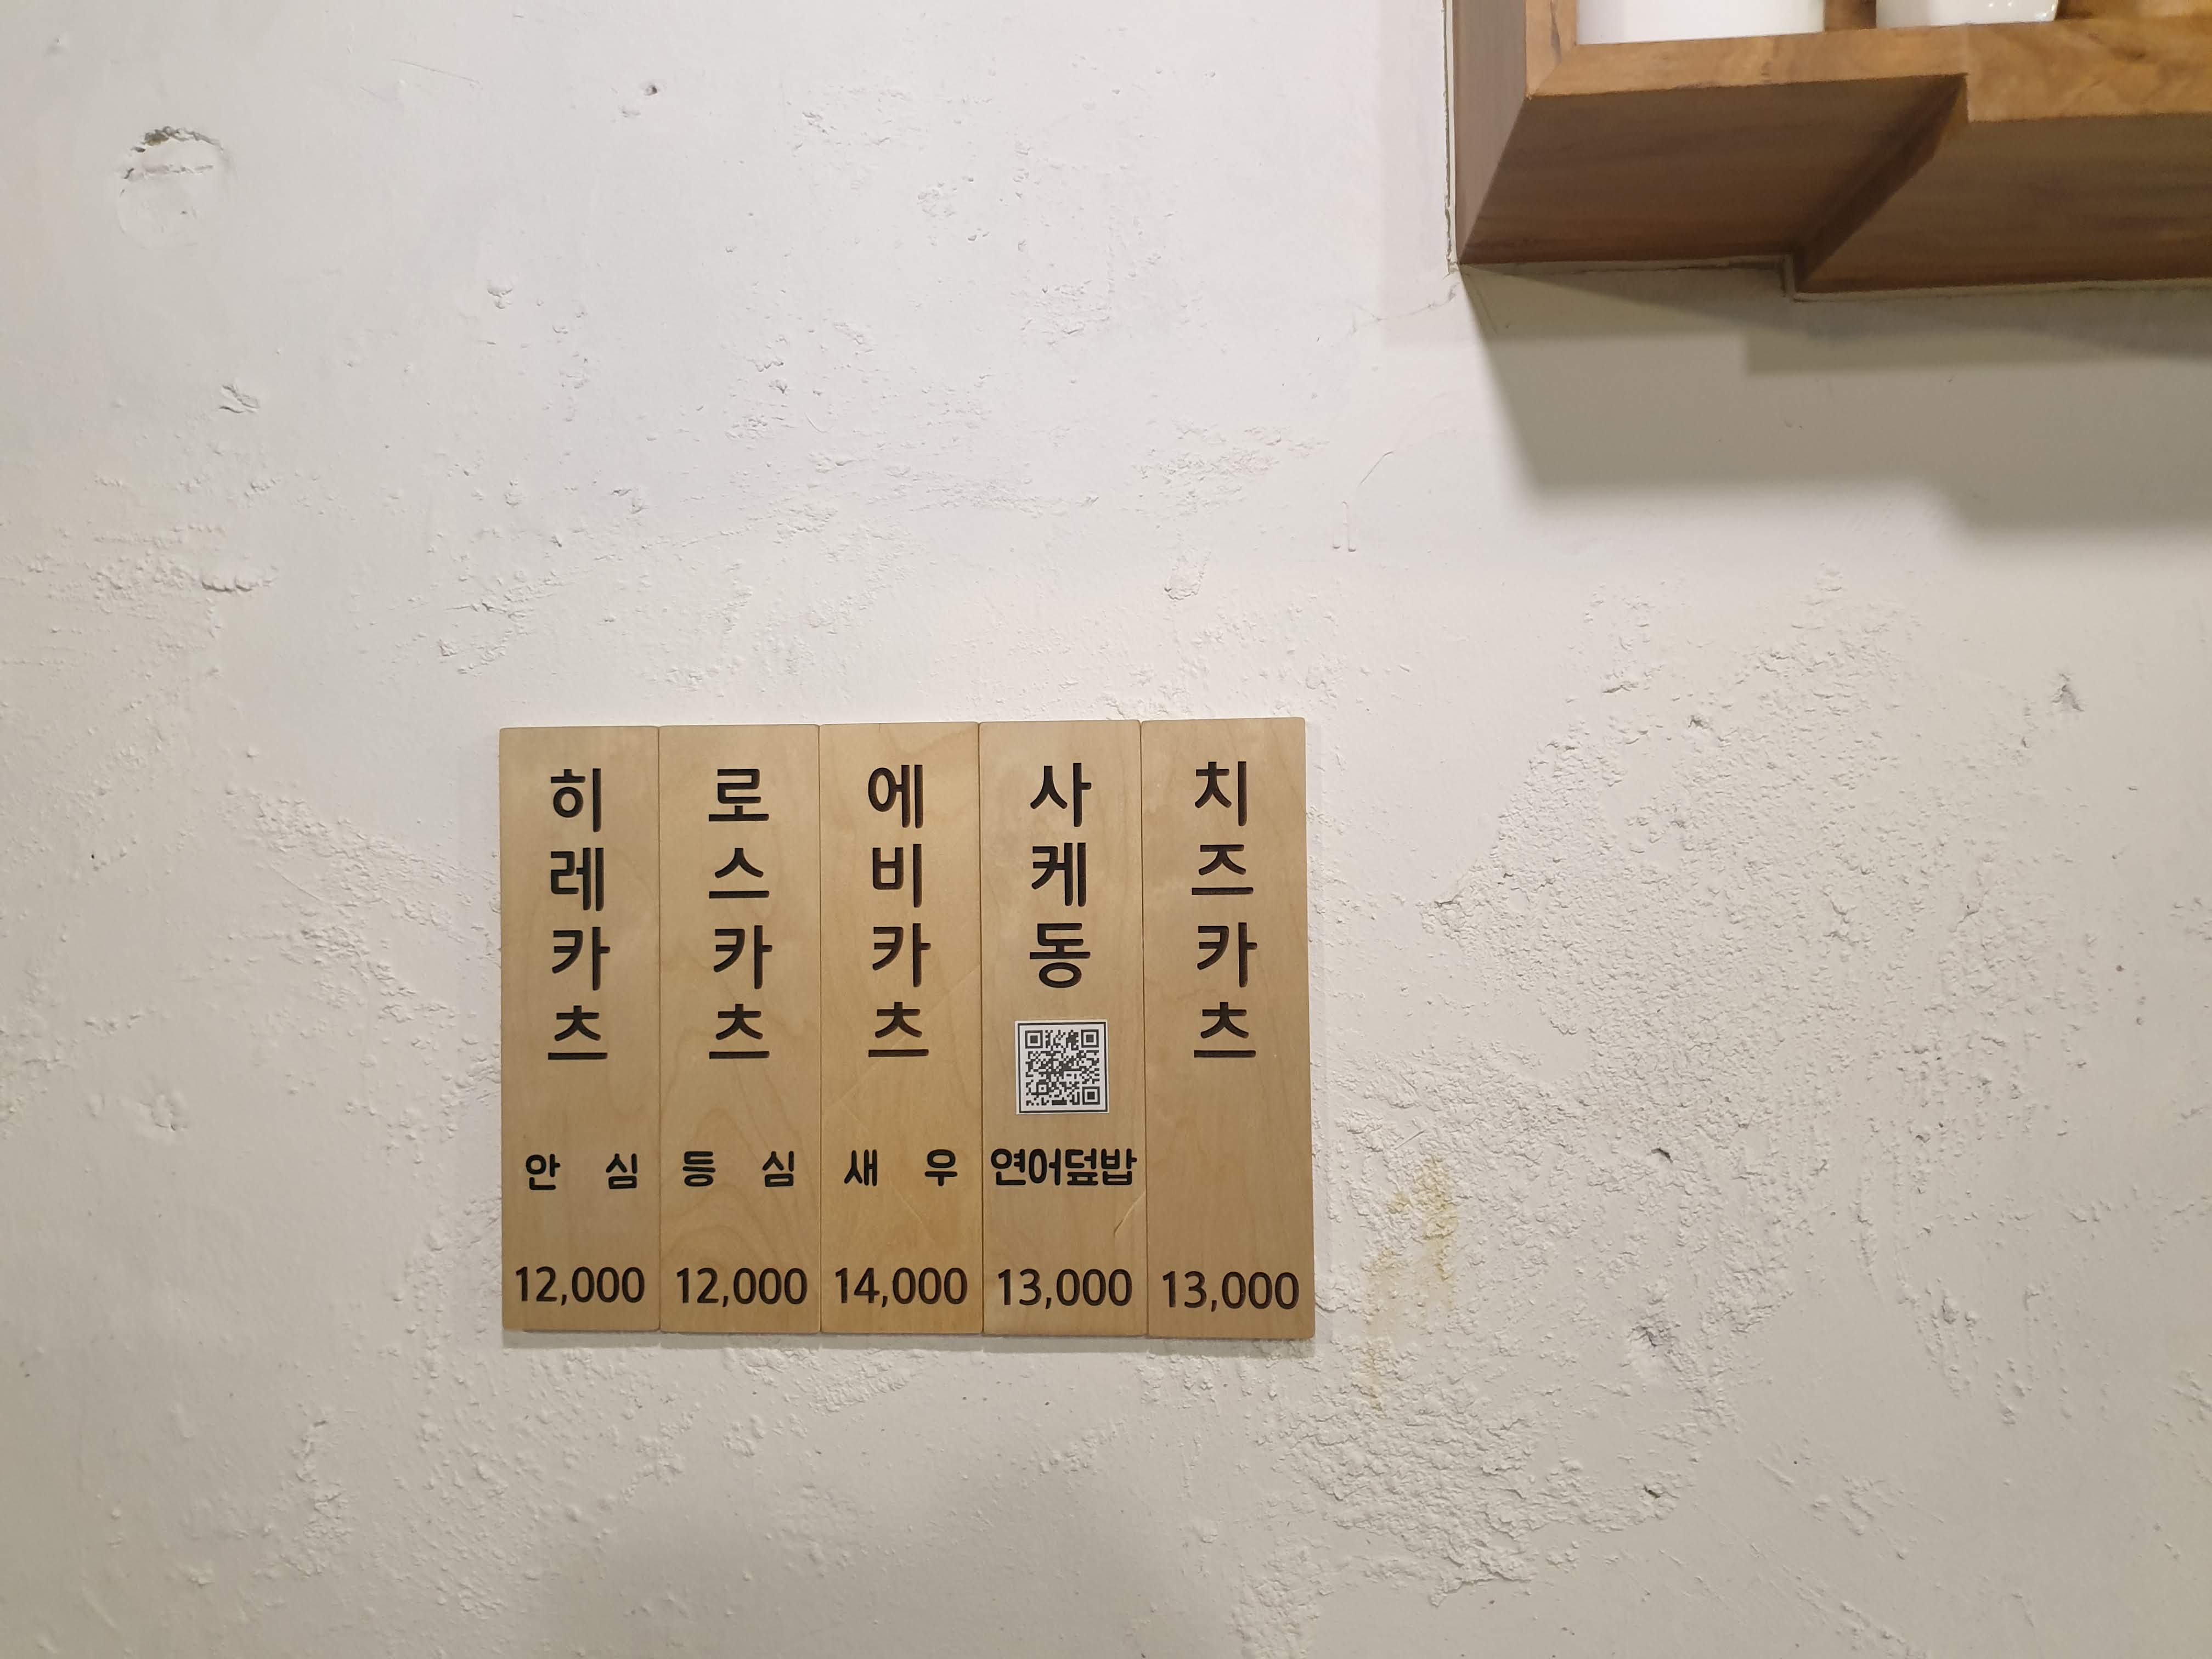 히레카츠
안 심
12,000
로스카츠
등 심
12,000
에비카츠
새 우
14,000
사케동
연어덮밥
13,000
치즈카츠
13,000